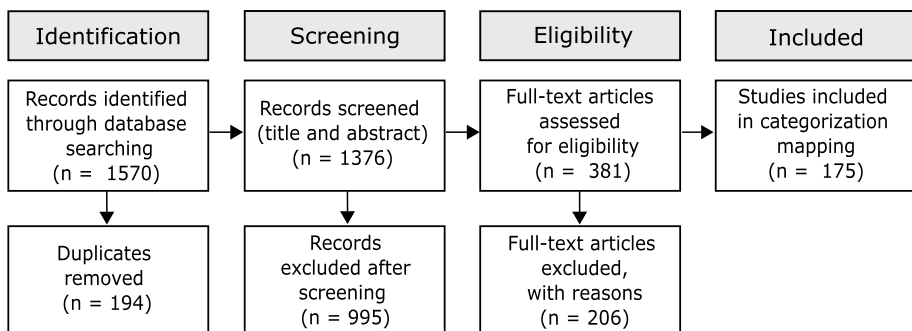 Identification
Records identified
through database
searching
(n = 1570)
Duplicates
removed
(n = 194)
Screening
Records screened
(title and abstract)
(n = 1376)
Records
excluded after
screening
(n = 995)
Eligibility
Full-text articles
assessed
for eligibility
(n = 381)
Full-text articles
excluded,
with reasons
(n = 206)
Included
Studies included
in categorization
mapping
(n = 175)